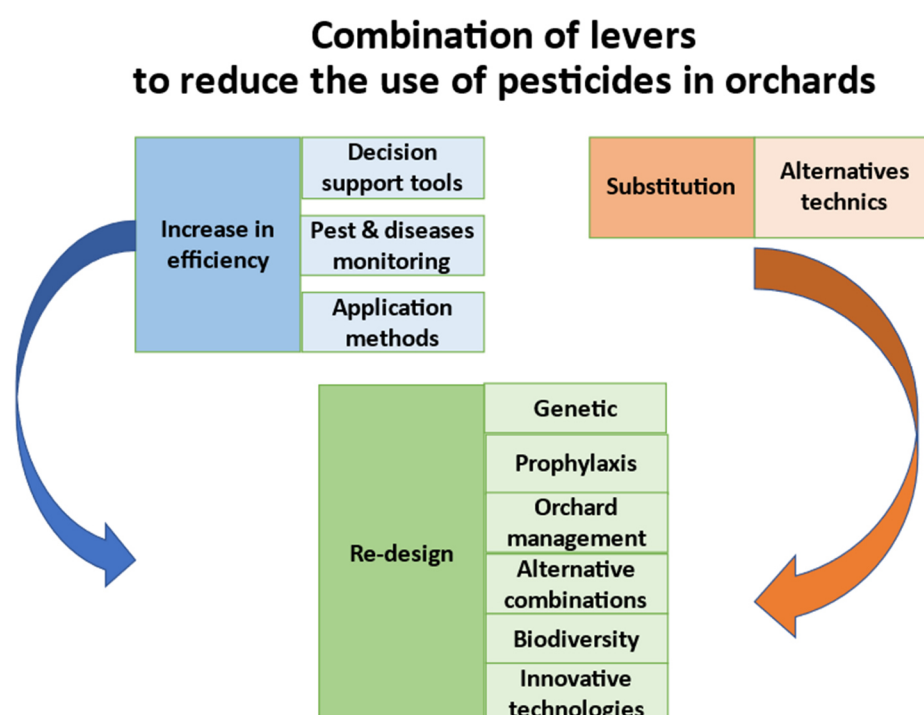 Combination of levers
to reduce the use of pesticides in orchards
Increase in
efficiency
Decision
support tools
Pest & diseases
monitoring
Application
methods
Substitution
Alternatives
technics
Re-design
Genetic
Prophylaxis
Orchard
management
Alternative
combinations
Biodiversity
Innovative
technologies